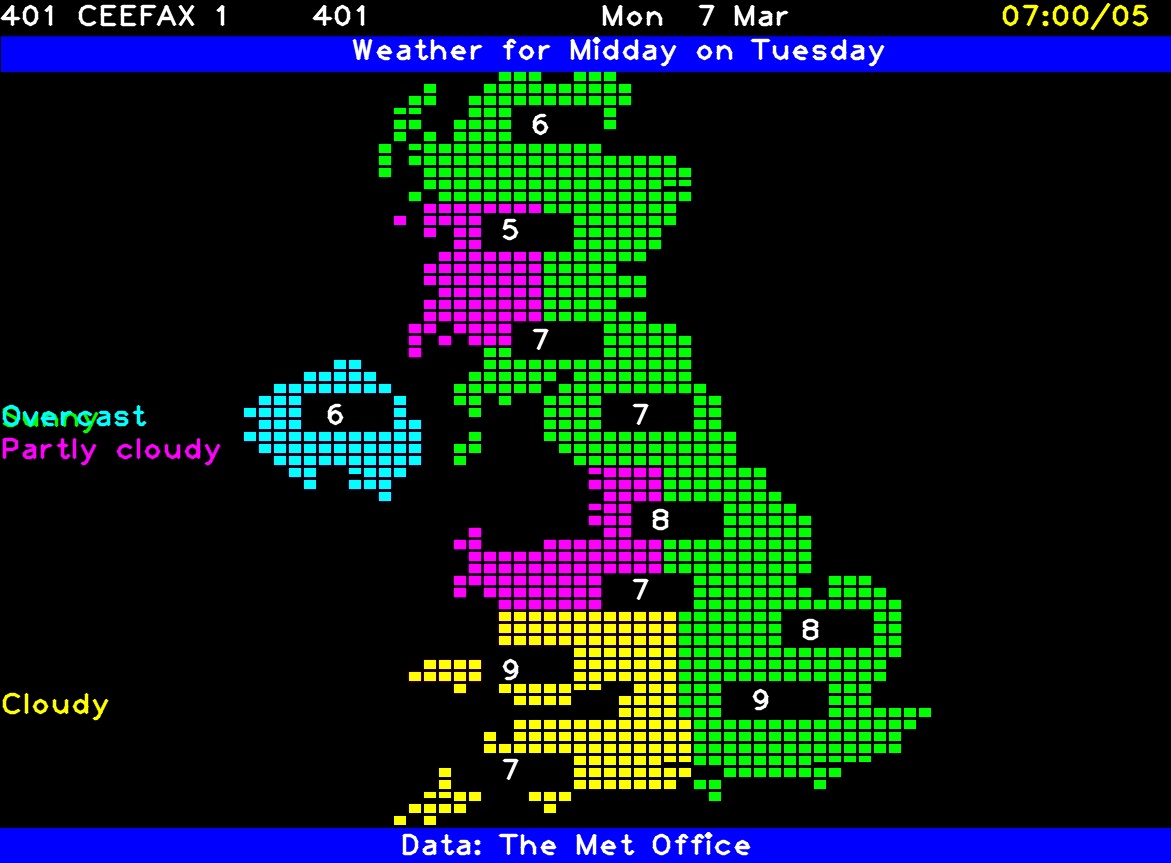 401 CEEFAX 1 401 Mon 7 Mar 07:00/05
Weather for Midday on Tuesday
6
5
7
6 7
Overcast
Sunny
Partly cloudy
8
7
8
9
9
Cloudy
7
Data: The Met Office